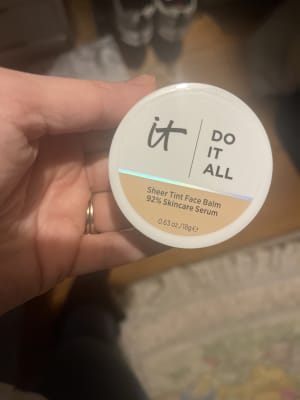 it
DO
IT
ALL
Sheer Tint Face Balm
92% Skincare Serum
0.63 oz / 18g ℮